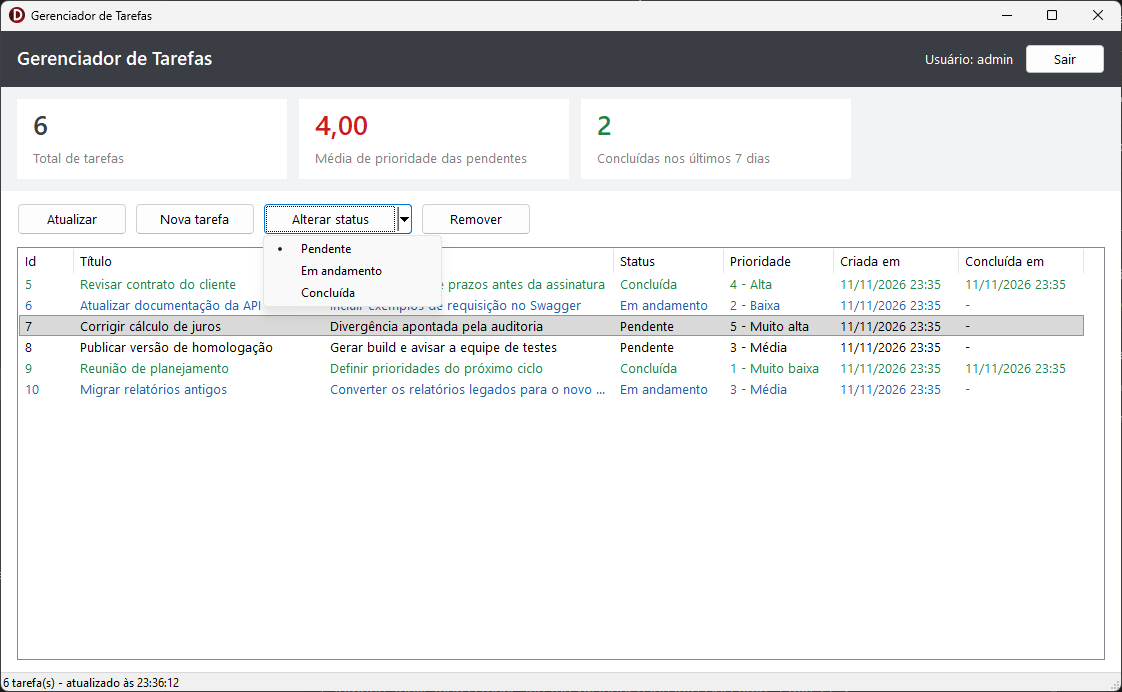 Gerenciador de Tarefas
Gerenciador de Tarefas Usuário: admin Sair
6 4,00 2
Total de tarefas Média de prioridade das pendentes Concluídas nos últimos 7 dias
Atualizar Nova tarefa Alterar status Remover
Pendente
Em andamento
Concluída
Id Título Status Prioridade Criada em Concluída em
5 Revisar contrato do cliente prazos antes da assinatura Concluída 4 - Alta 11/11/2026 23:35 11/11/2026 23:35
6 Atualizar documentação da API Incluir exemplos de requisição no Swagger Em andamento 2 - Baixa 11/11/2026 23:35 -
7 Corrigir cálculo de juros Divergência apontada pela auditoria Pendente 5 - Muito alta 11/11/2026 23:35 -
8 Publicar versão de homologação Gerar build e avisar a equipe de testes Pendente 3 - Média 11/11/2026 23:35 -
9 Reunião de planejamento Definir prioridades do próximo ciclo Concluída 1 - Muito baixa 11/11/2026 23:35 11/11/2026 23:35
10 Migrar relatórios antigos Converter os relatórios legados para o novo ... Em andamento 3 - Média 11/11/2026 23:35 -
6 tarefa(s) - atualizado às 23:36:12